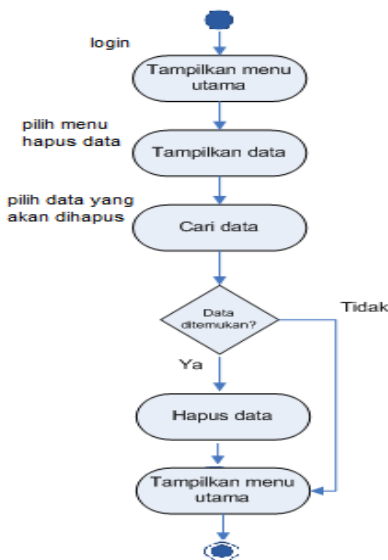 login
Tampilkan menu
utama
pilih menu
hapus data
Tampilkan data
pilih data yang
akan dihapus
Cari data
Data
ditemukan?
Tidak
Ya
Hapus data
Tampilkan menu
utama